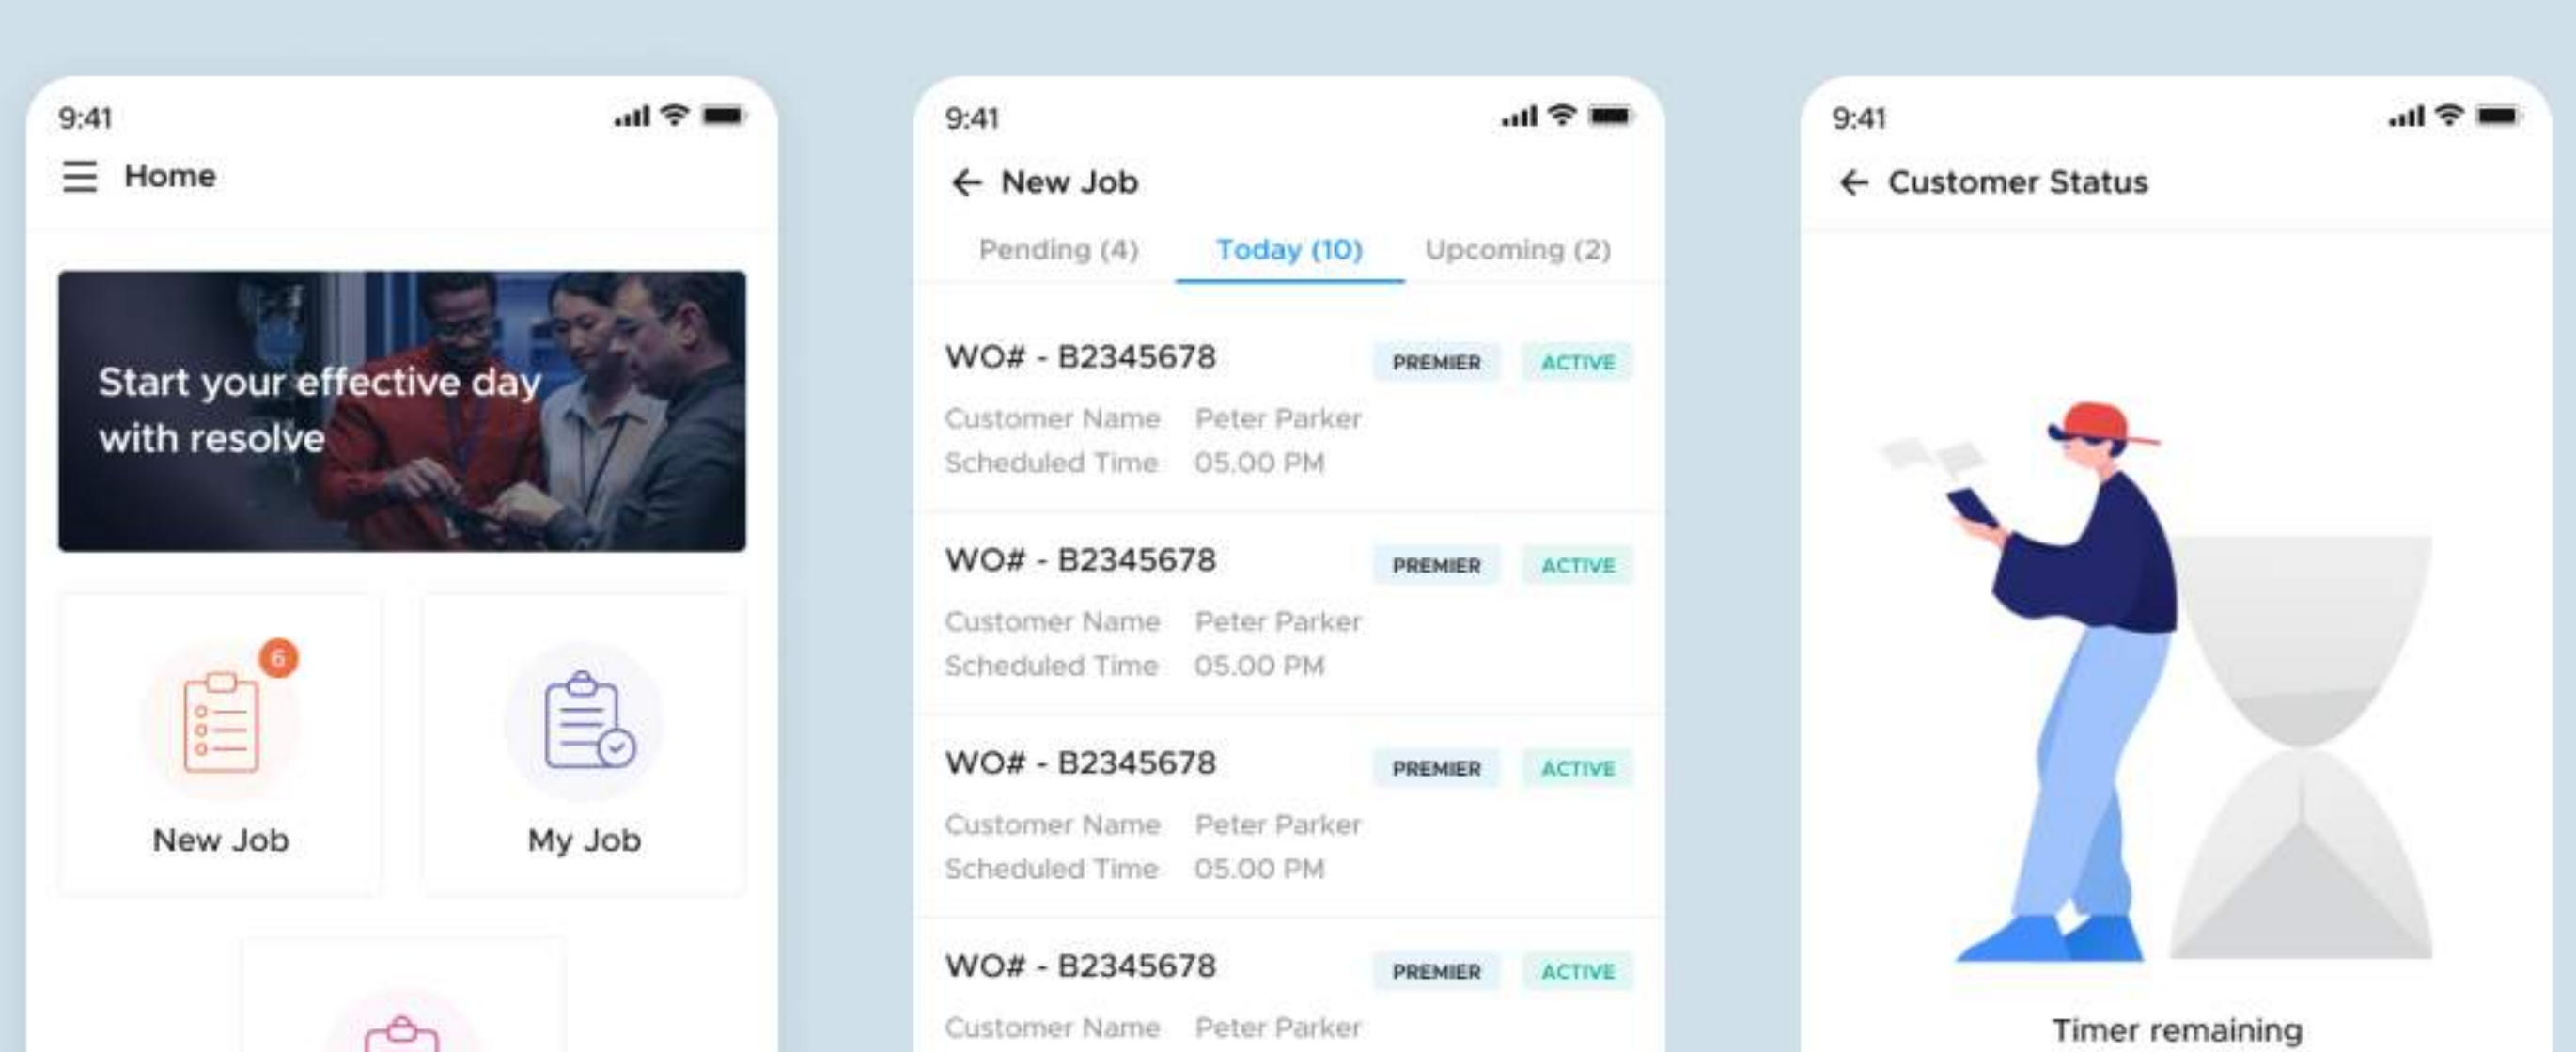 9:41
Home
Start your effective day
with resolve
6
New Job
My Job
9:41
New Job
Pending (4) Today (10) Upcoming (2)
WO# - B2345678 PREMIER ACTIVE
Customer Name Peter Parker
Scheduled Time 05.00 PM
WO# - B2345678 PREMIER ACTIVE
Customer Name Peter Parker
Scheduled Time 05.00 PM
WO# - B2345678 PREMIER ACTIVE
Customer Name Peter Parker
Scheduled Time 05.00 PM
WO# - B2345678 PREMIER ACTIVE
Customer Name Peter Parker
9:41
Customer Status
Timer remaining